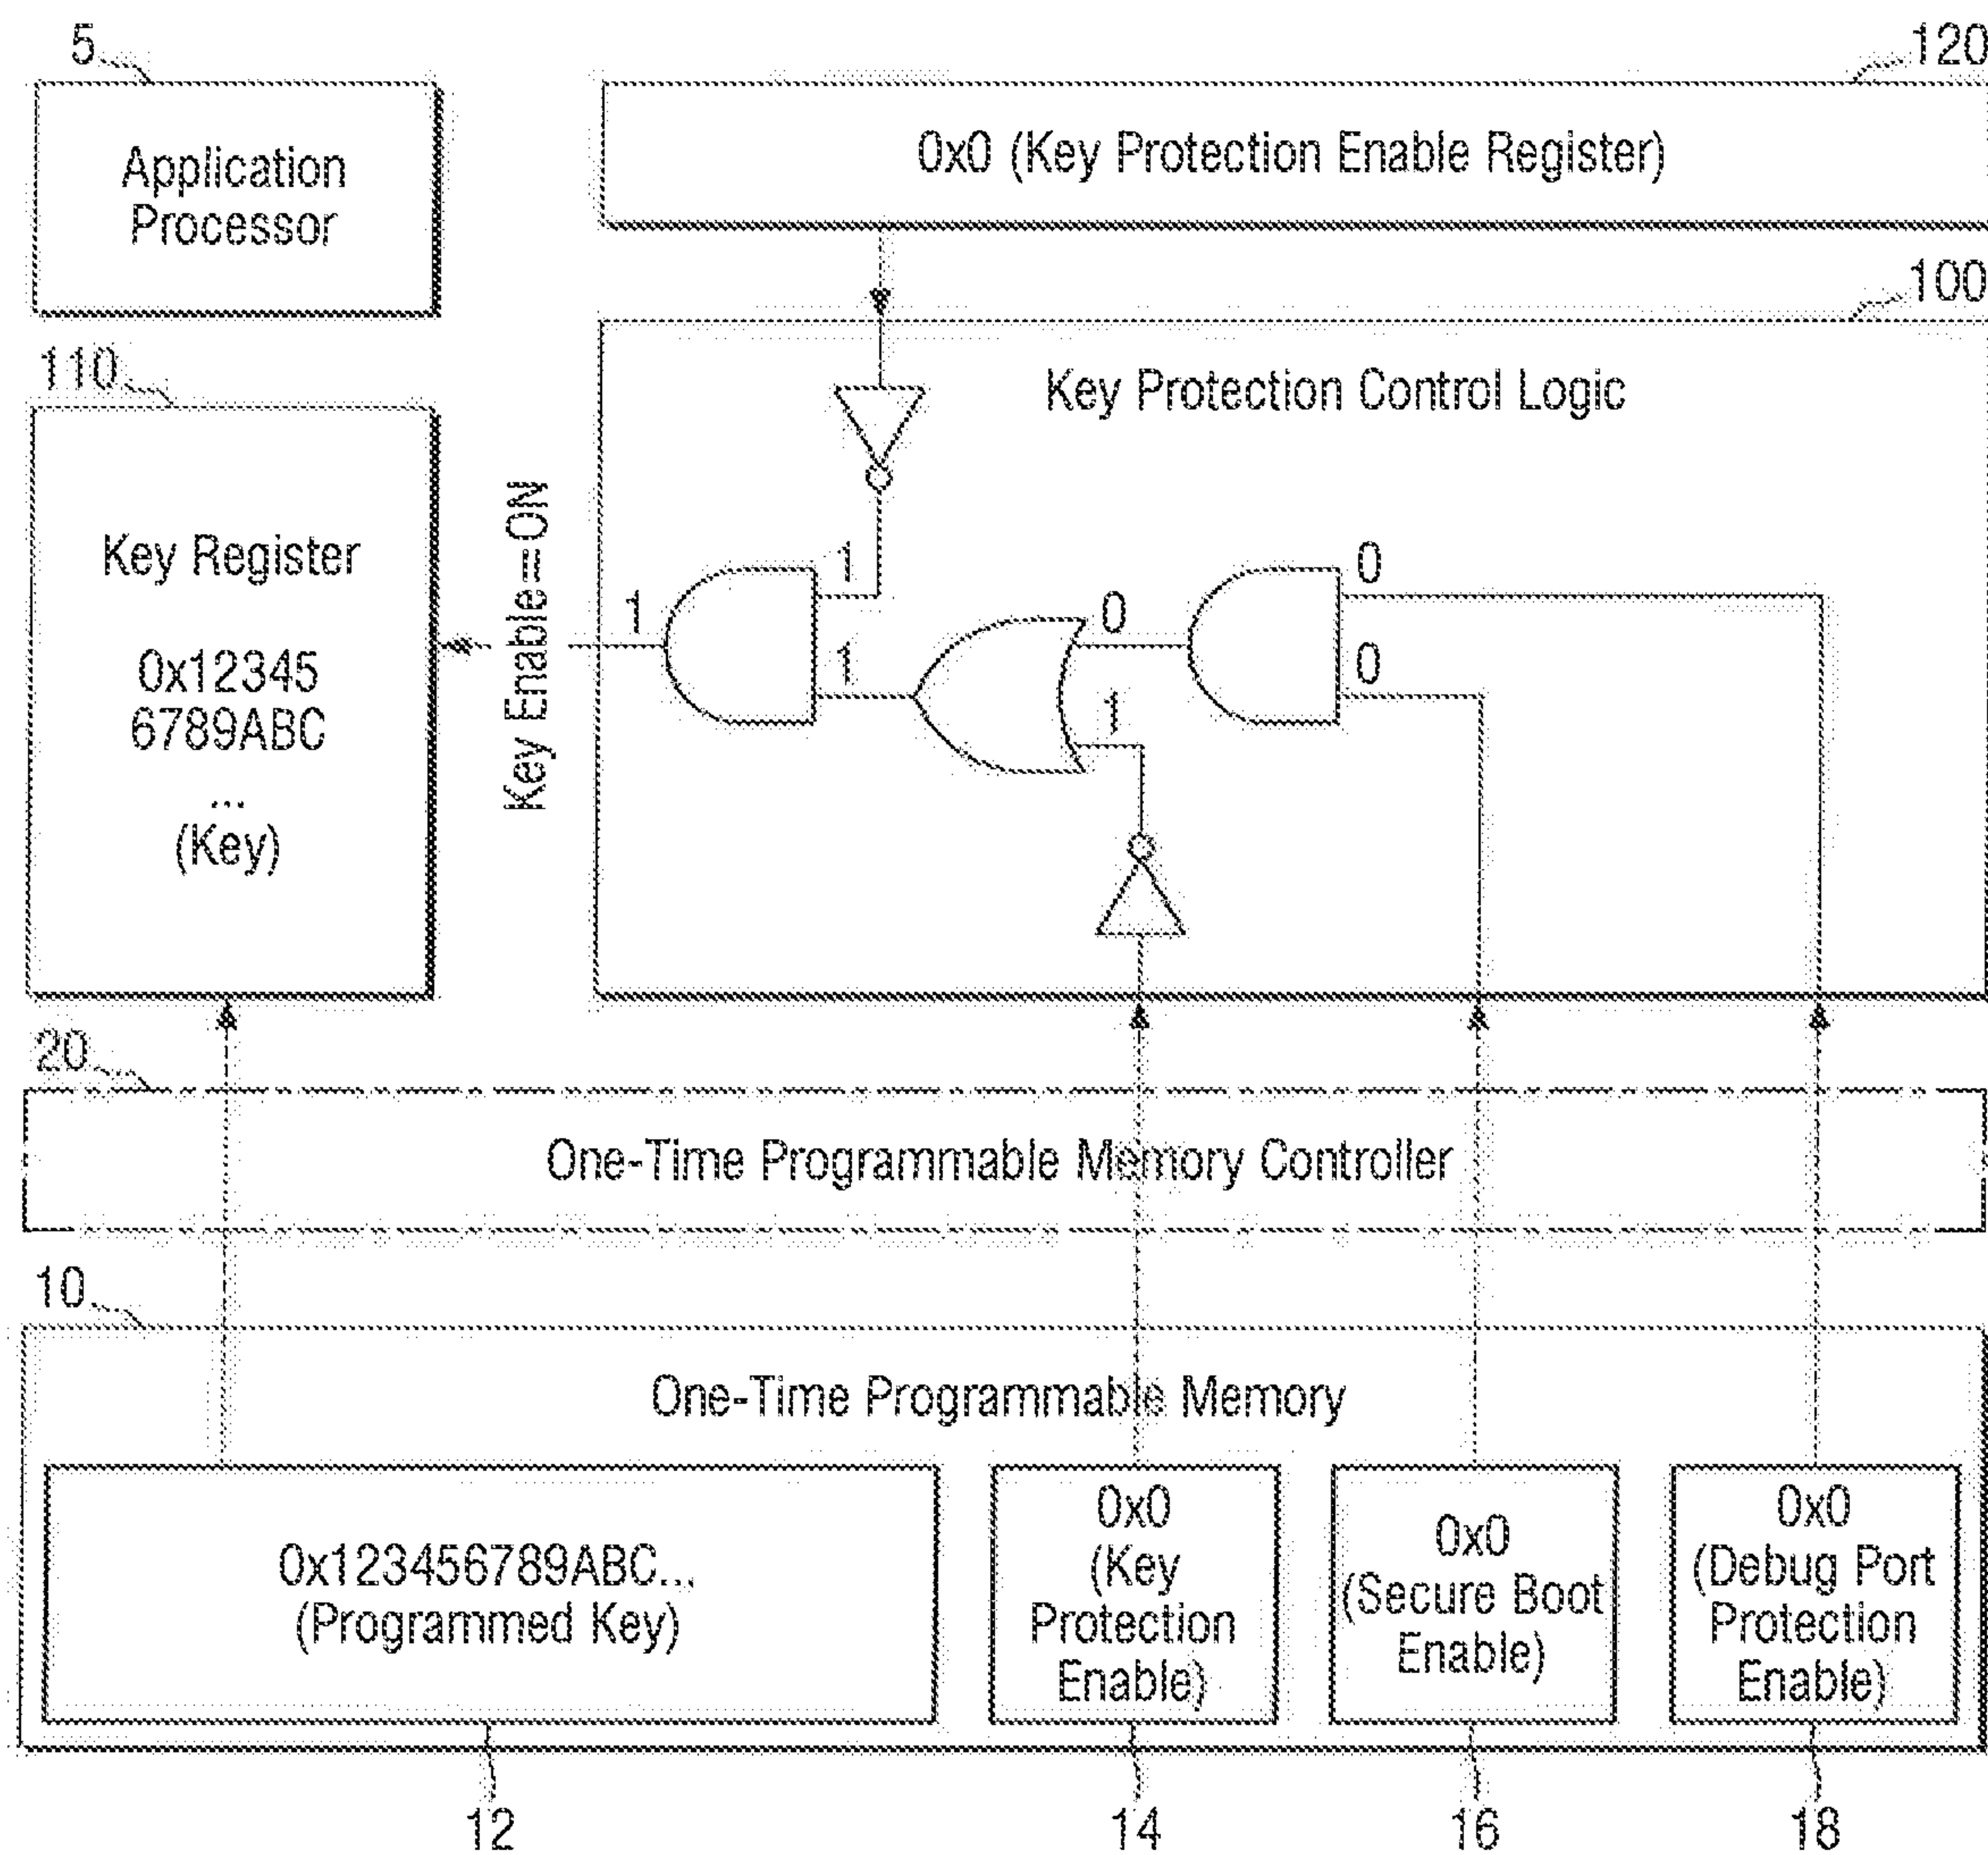 5
120
Application
Processor
0x0 (Key Protection Enable Register)
100
110
Key Protection Control Logic
Key Register
0x12345
6789ABC
...
(Key)
Key Enable=ON
1
1
1
0
1
0
0
20
One-Time Programmable Memory Controller
10
One-Time Programmable Memory
0x123456789ABC...
(Programmed Key)
0x0
(Key
Protection
Enable)
0x0
(Secure Boot
Enable)
0x0
(Debug Port
Protection
Enable)
12
14
16
18